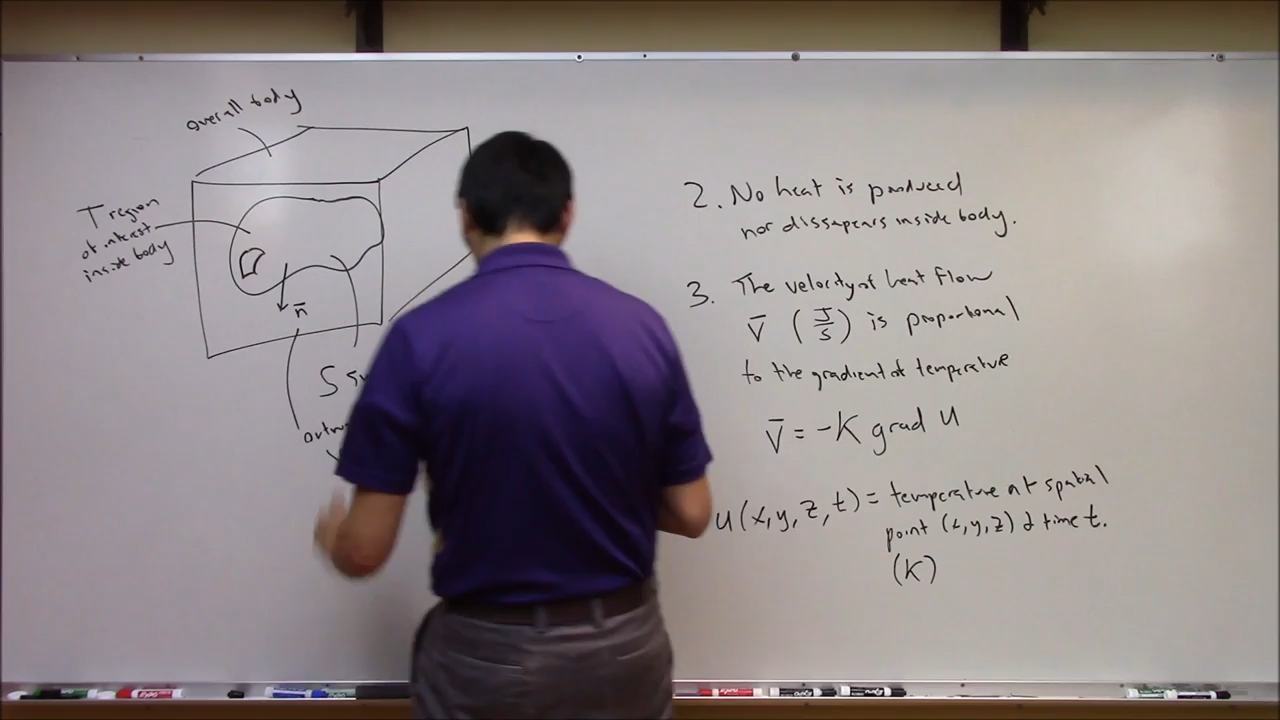 overall body
T region
of interest
inside body
n̄
S
2. No heat is produced
nor dissapears inside body.
3. The velocity of heat flow
v̄ (J/s) is proportional
to the gradient of temperature
v̄ = -K grad u
u(x,y,z,t) = temperature at spatial
point (x,y,z) & time t.
(K)